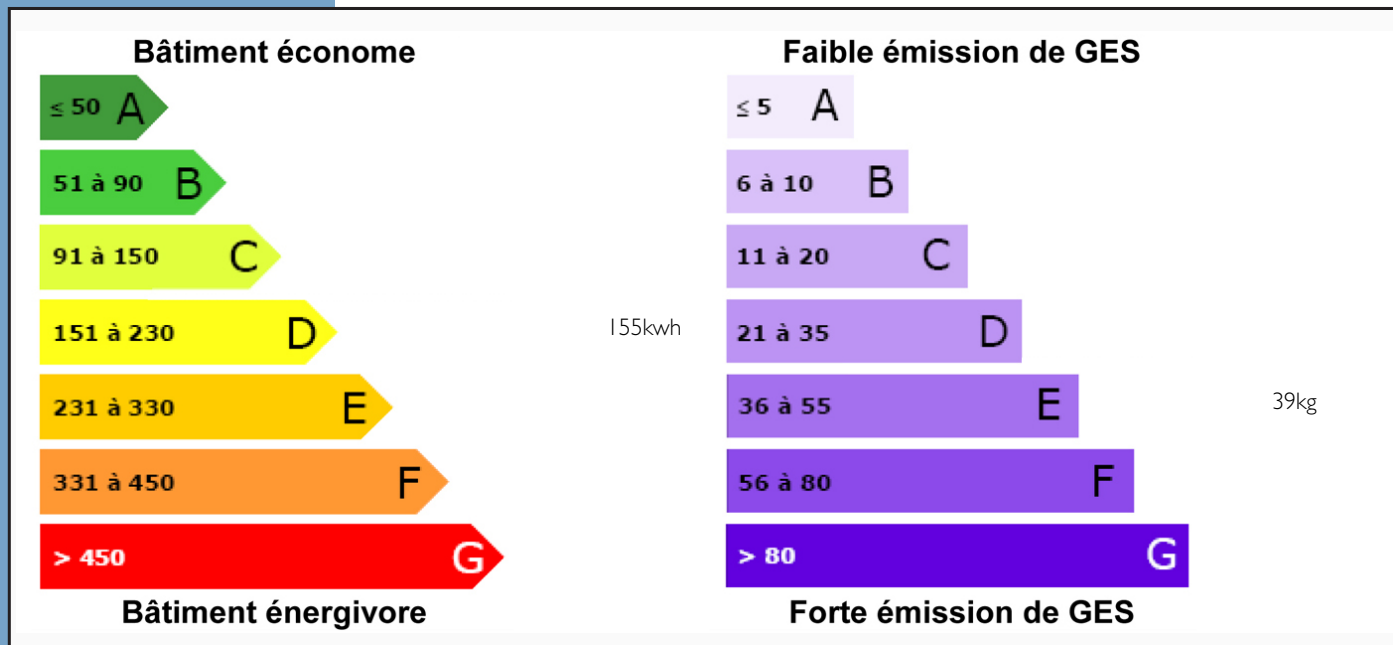 Bâtiment économe
≤ 50 A
51 à 90 B
91 à 150 C
151 à 230 D
155kwh
231 à 330 E
331 à 450 F
> 450 G
Bâtiment énergivore
Faible émission de GES
≤ 5 A
6 à 10 B
11 à 20 C
21 à 35 D
36 à 55 E
39kg
56 à 80 F
> 80 G
Forte émission de GES